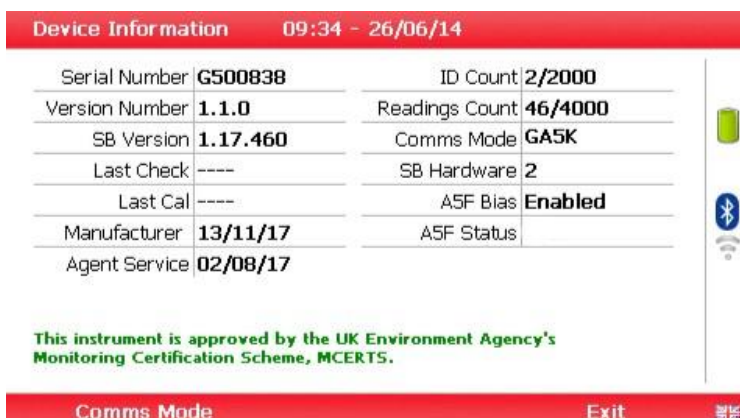 Device Information 09:34 - 26/06/14
Serial Number G500838
Version Number 1.1.0
SB Version 1.17.460
Last Check ----
Last Cal ----
Manufacturer 13/11/17
Agent Service 02/08/17
ID Count 2/2000
Readings Count 46/4000
Comms Mode GA5K
SB Hardware 2
A5F Bias Enabled
A5F Status
This instrument is approved by the UK Environment Agency's
Monitoring Certification Scheme, MCERTS.
Comms Mode Exit